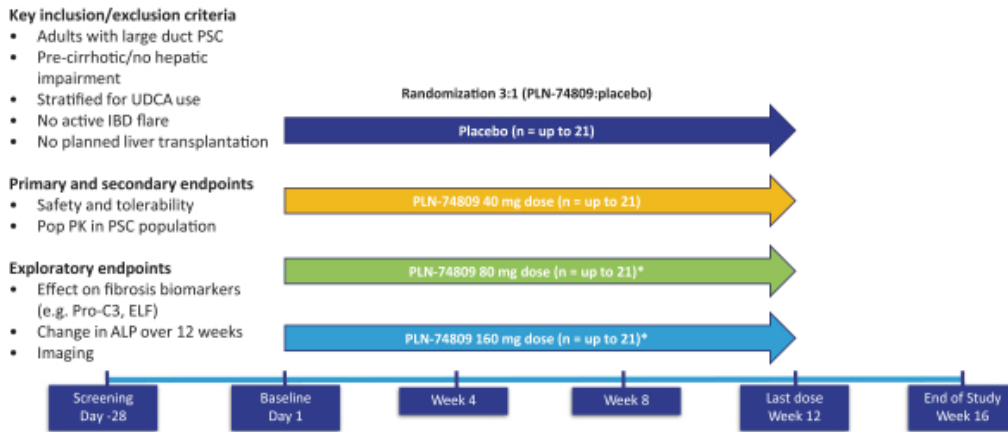 Key inclusion/exclusion criteria
• Adults with large duct PSC
• Pre-cirrhotic/no hepatic
impairment
• Stratified for UDCA use
• No active IBD flare
• No planned liver transplantation
Primary and secondary endpoints
• Safety and tolerability
• Pop PK in PSC population
Exploratory endpoints
• Effect on fibrosis biomarkers
(e.g. Pro-C3, ELF)
• Change in ALP over 12 weeks
• Imaging
Randomization 3:1 (PLN-74809:placebo)
Placebo (n = up to 21)
PLN-74809 40 mg dose (n = up to 21)
PLN-74809 80 mg dose (n = up to 21)*
PLN-74809 160 mg dose (n = up to 21)*
Screening
Day -28
Baseline
Day 1
Week 4
Week 8
Last dose
Week 12
End of Study
Week 16